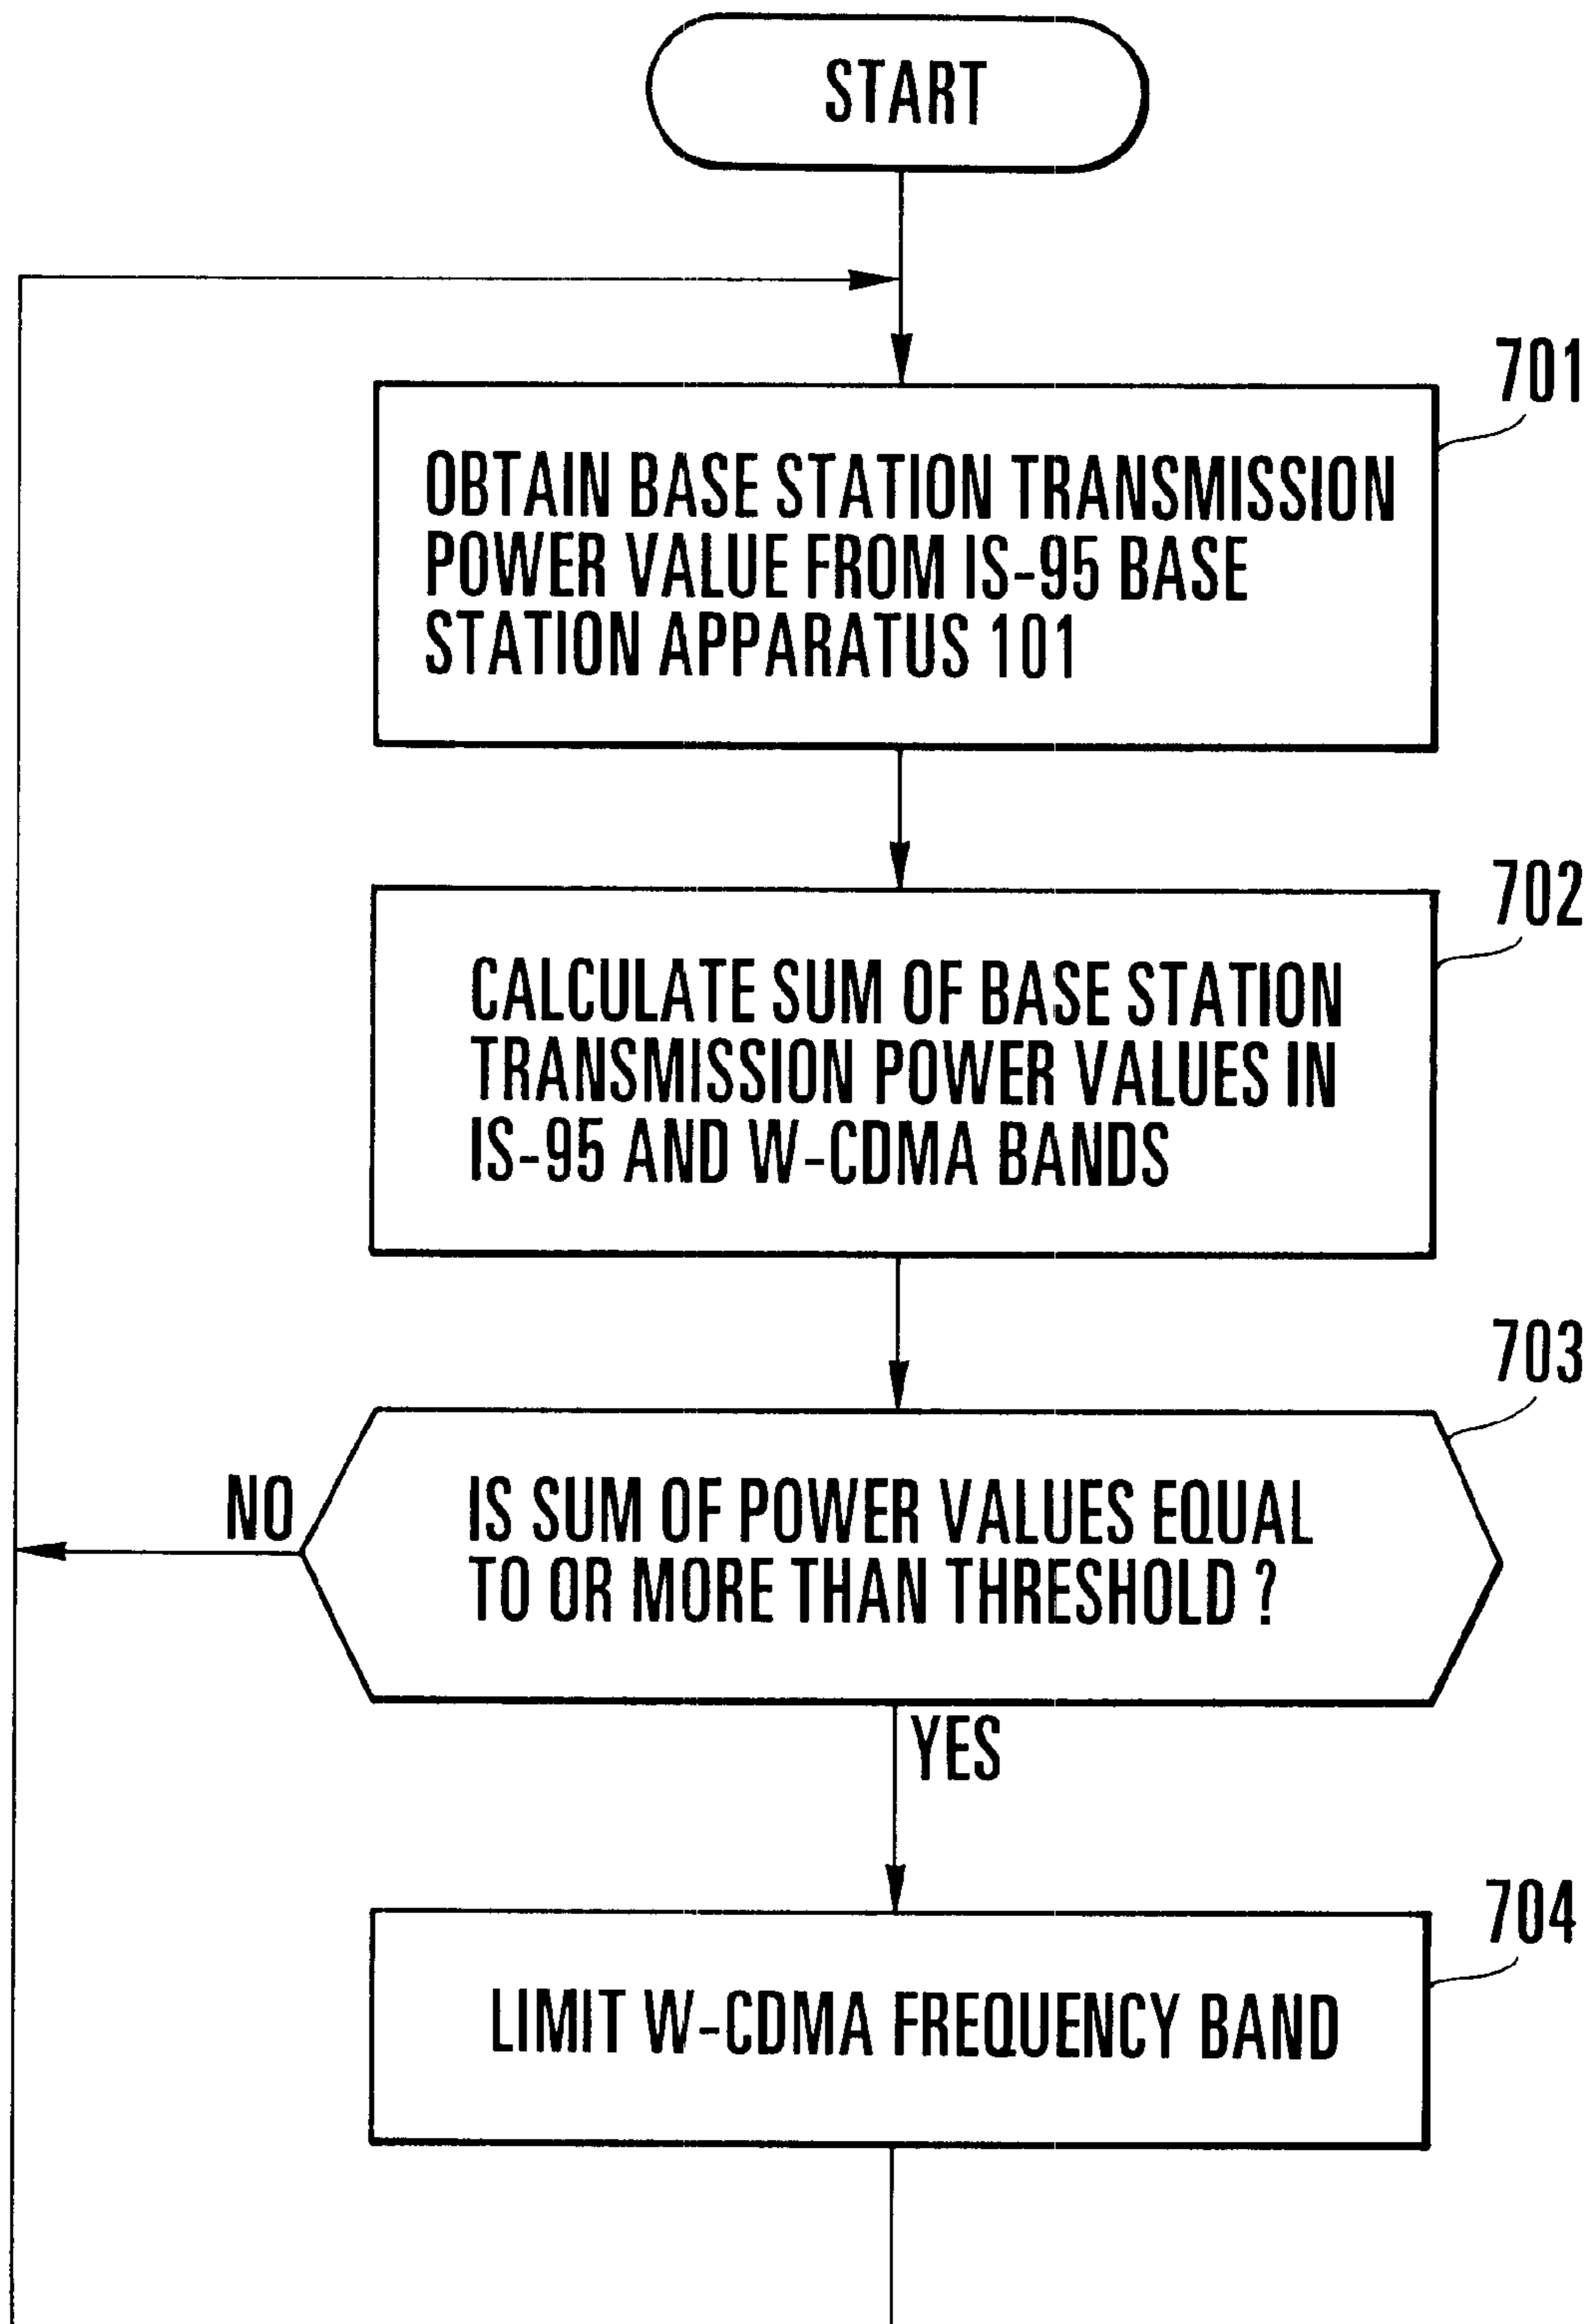 START
701
OBTAIN BASE STATION TRANSMISSION
POWER VALUE FROM IS-95 BASE
STATION APPARATUS 101
702
CALCULATE SUM OF BASE STATION
TRANSMISSION POWER VALUES IN
IS-95 AND W-CDMA BANDS
703
NO
IS SUM OF POWER VALUES EQUAL
TO OR MORE THAN THRESHOLD ?
YES
704
LIMIT W-CDMA FREQUENCY BAND